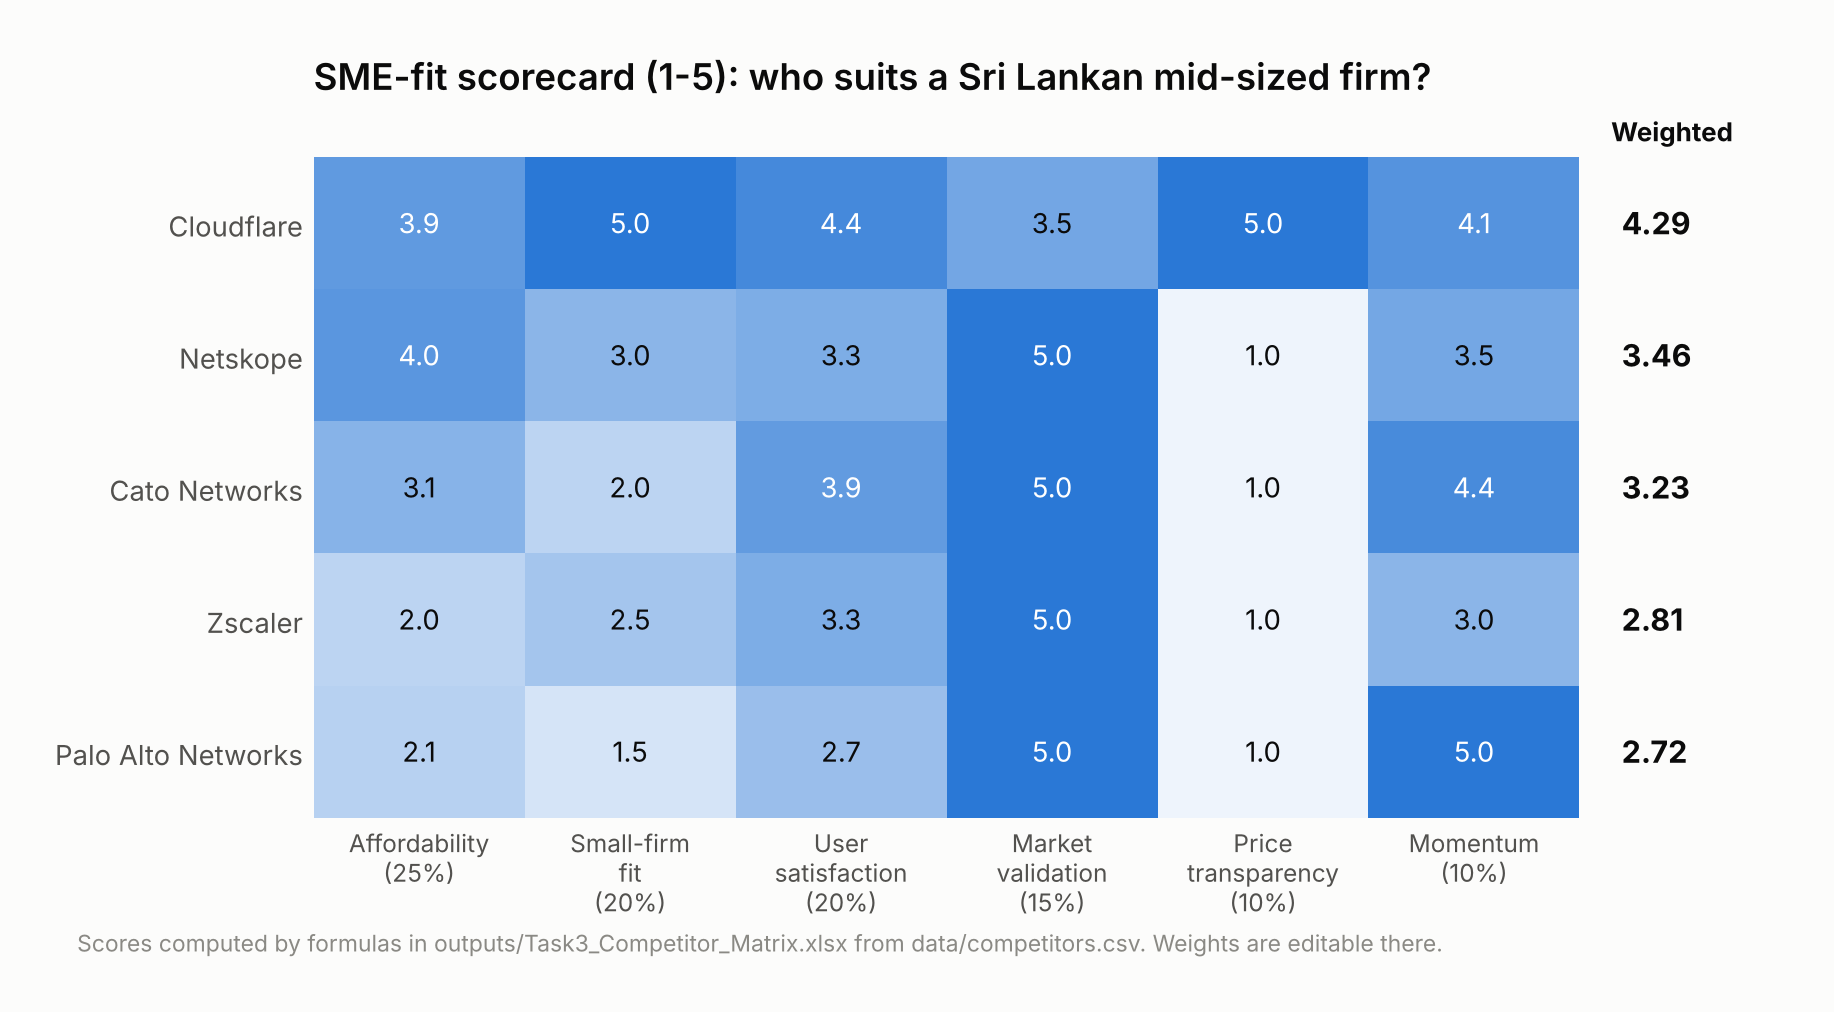 SME-fit scorecard (1-5): who suits a Sri Lankan mid-sized firm?
Weighted
Cloudflare 3.9 5.0 4.4 3.5 5.0 4.1 4.29
Netskope 4.0 3.0 3.3 5.0 1.0 3.5 3.46
Cato Networks 3.1 2.0 3.9 5.0 1.0 4.4 3.23
Zscaler 2.0 2.5 3.3 5.0 1.0 3.0 2.81
Palo Alto Networks 2.1 1.5 2.7 5.0 1.0 5.0 2.72
Affordability
(25%)
Small-firm
fit
(20%)
User
satisfaction
(20%)
Market
validation
(15%)
Price
transparency
(10%)
Momentum
(10%)
Scores computed by formulas in outputs/Task3_Competitor_Matrix.xlsx from data/competitors.csv. Weights are editable there.